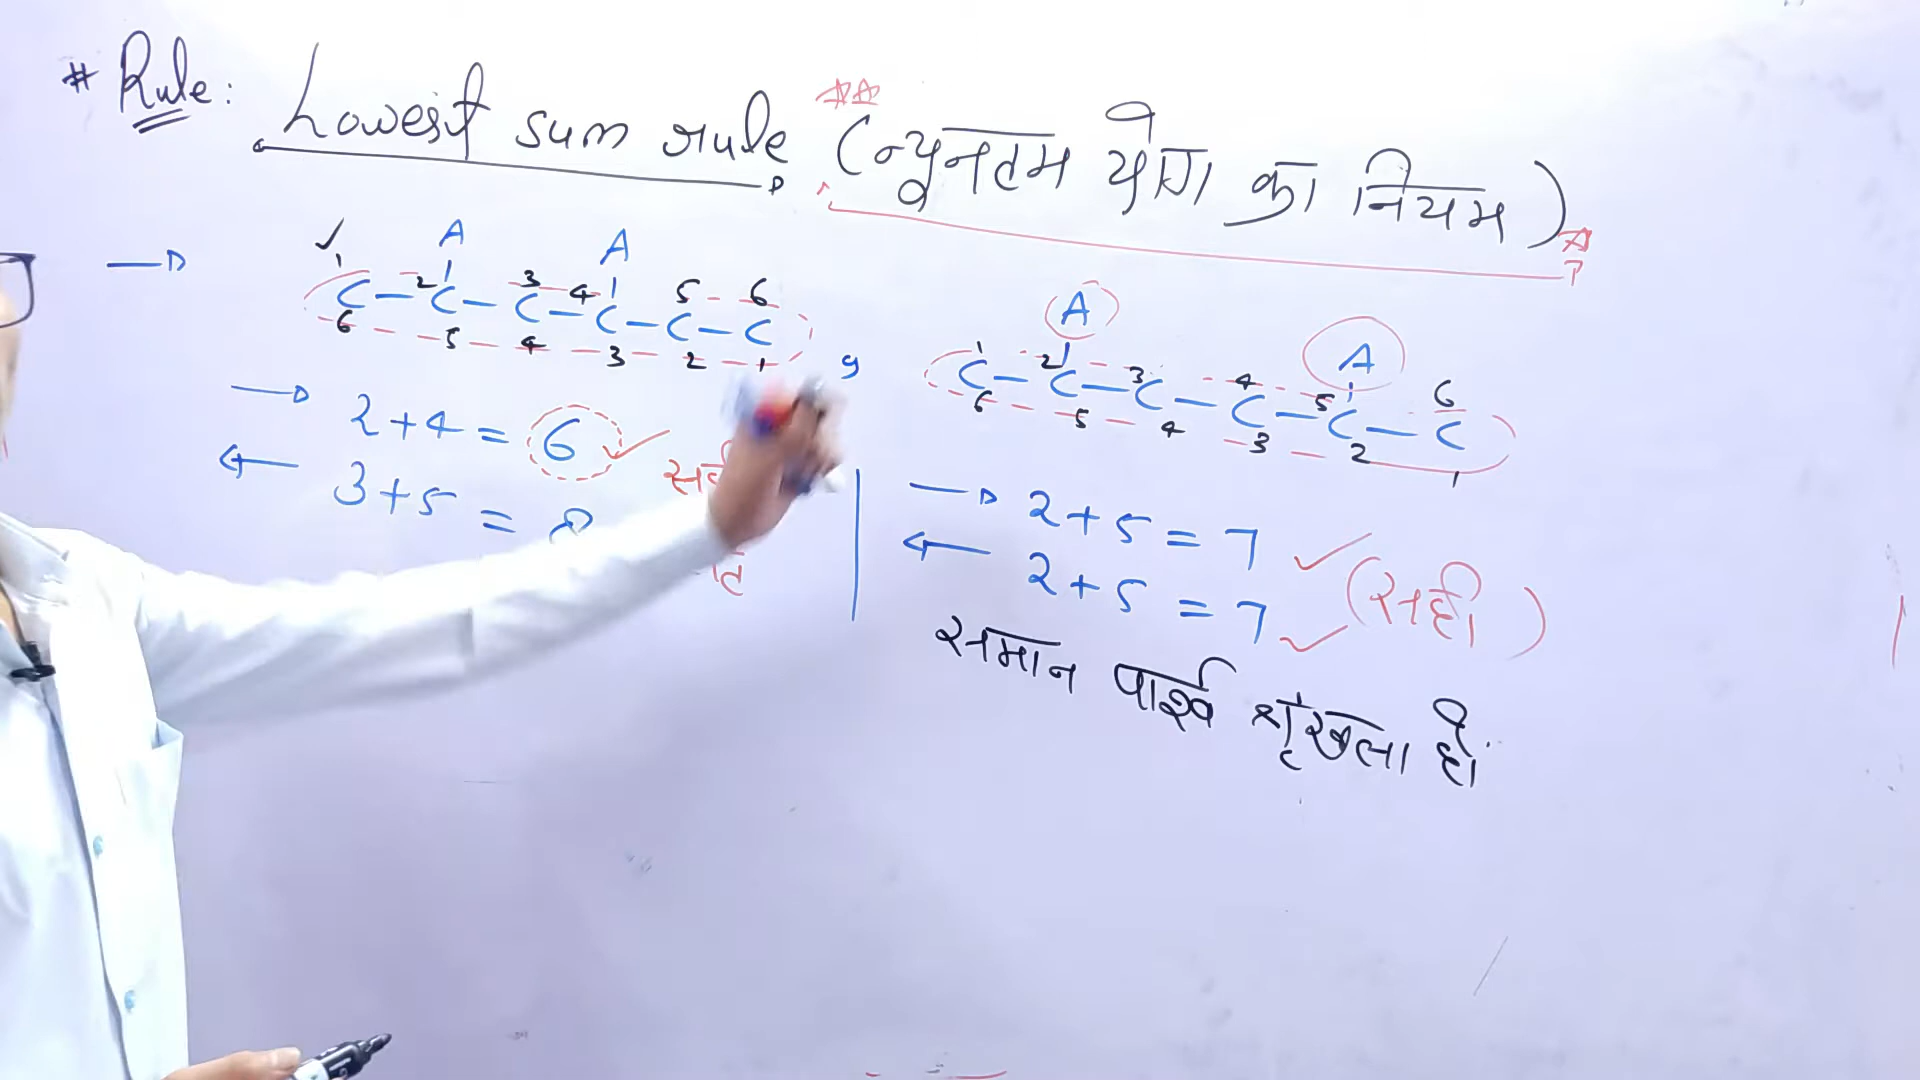 # Rule: Lowest sum rule (न्यूनतम योग का नियम)
A A
1 2 3 4 5 6
C — C — C — C — C — C
6 5 4 3 2 1
2 + 4 = 6
3 + 5 = 8
A A
1 2 3 4 5 6
C — C — C — C — C — C
6 5 4 3 2 1
2 + 5 = 7
2 + 5 = 7 (सही)
समान पार्श्व श्रृंखला है।